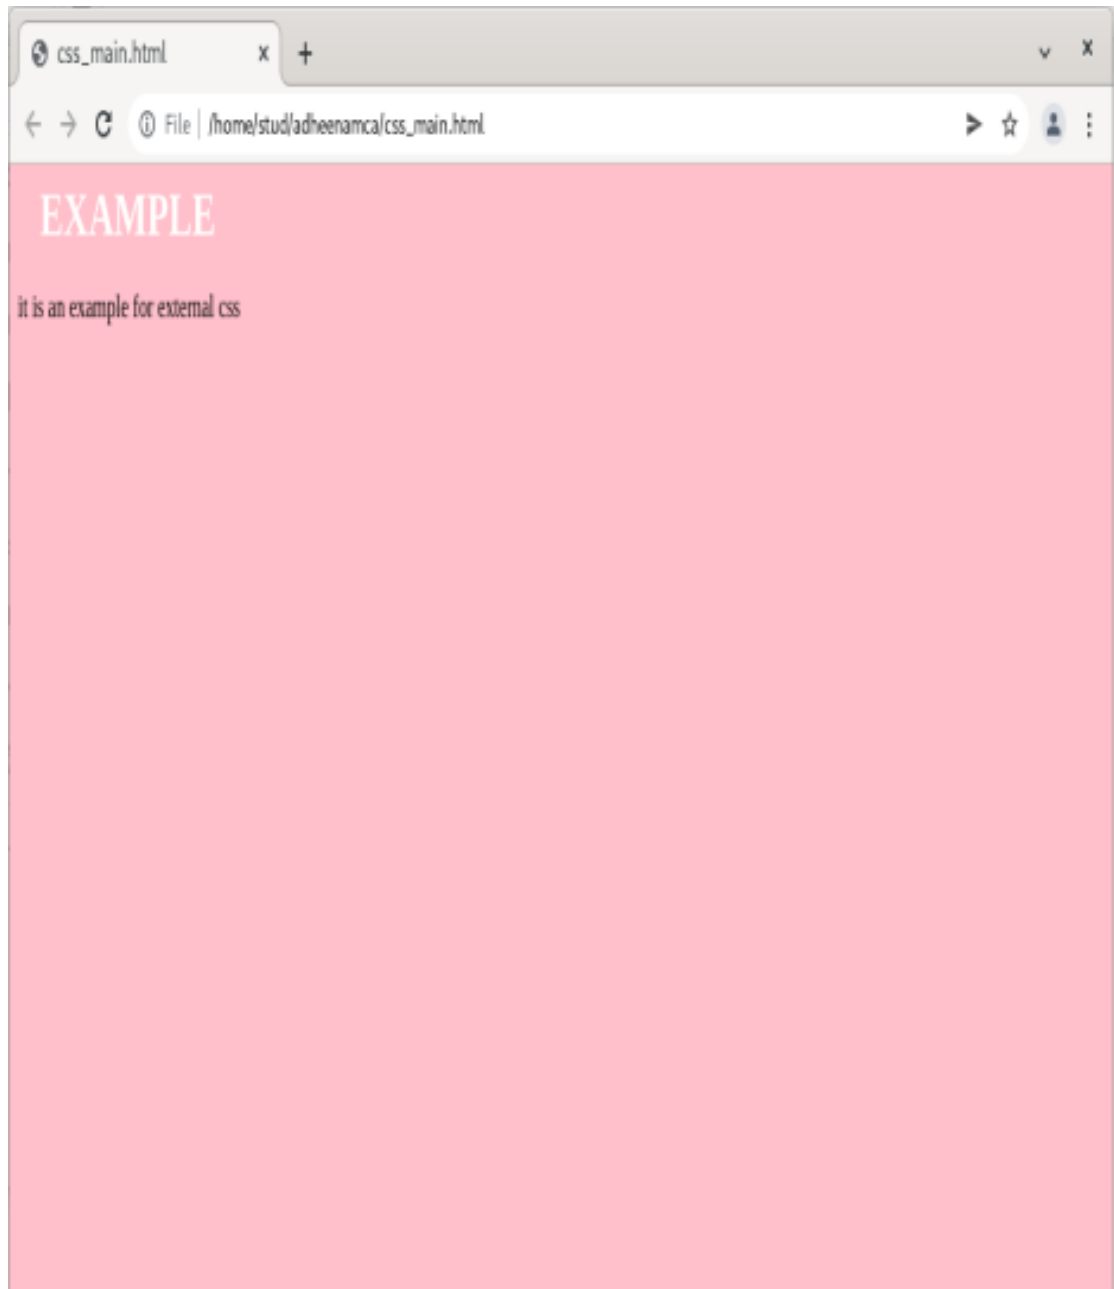 css_main.html
File | /home/stud/adheenamca/css_main.html
EXAMPLE
it is an example for external css